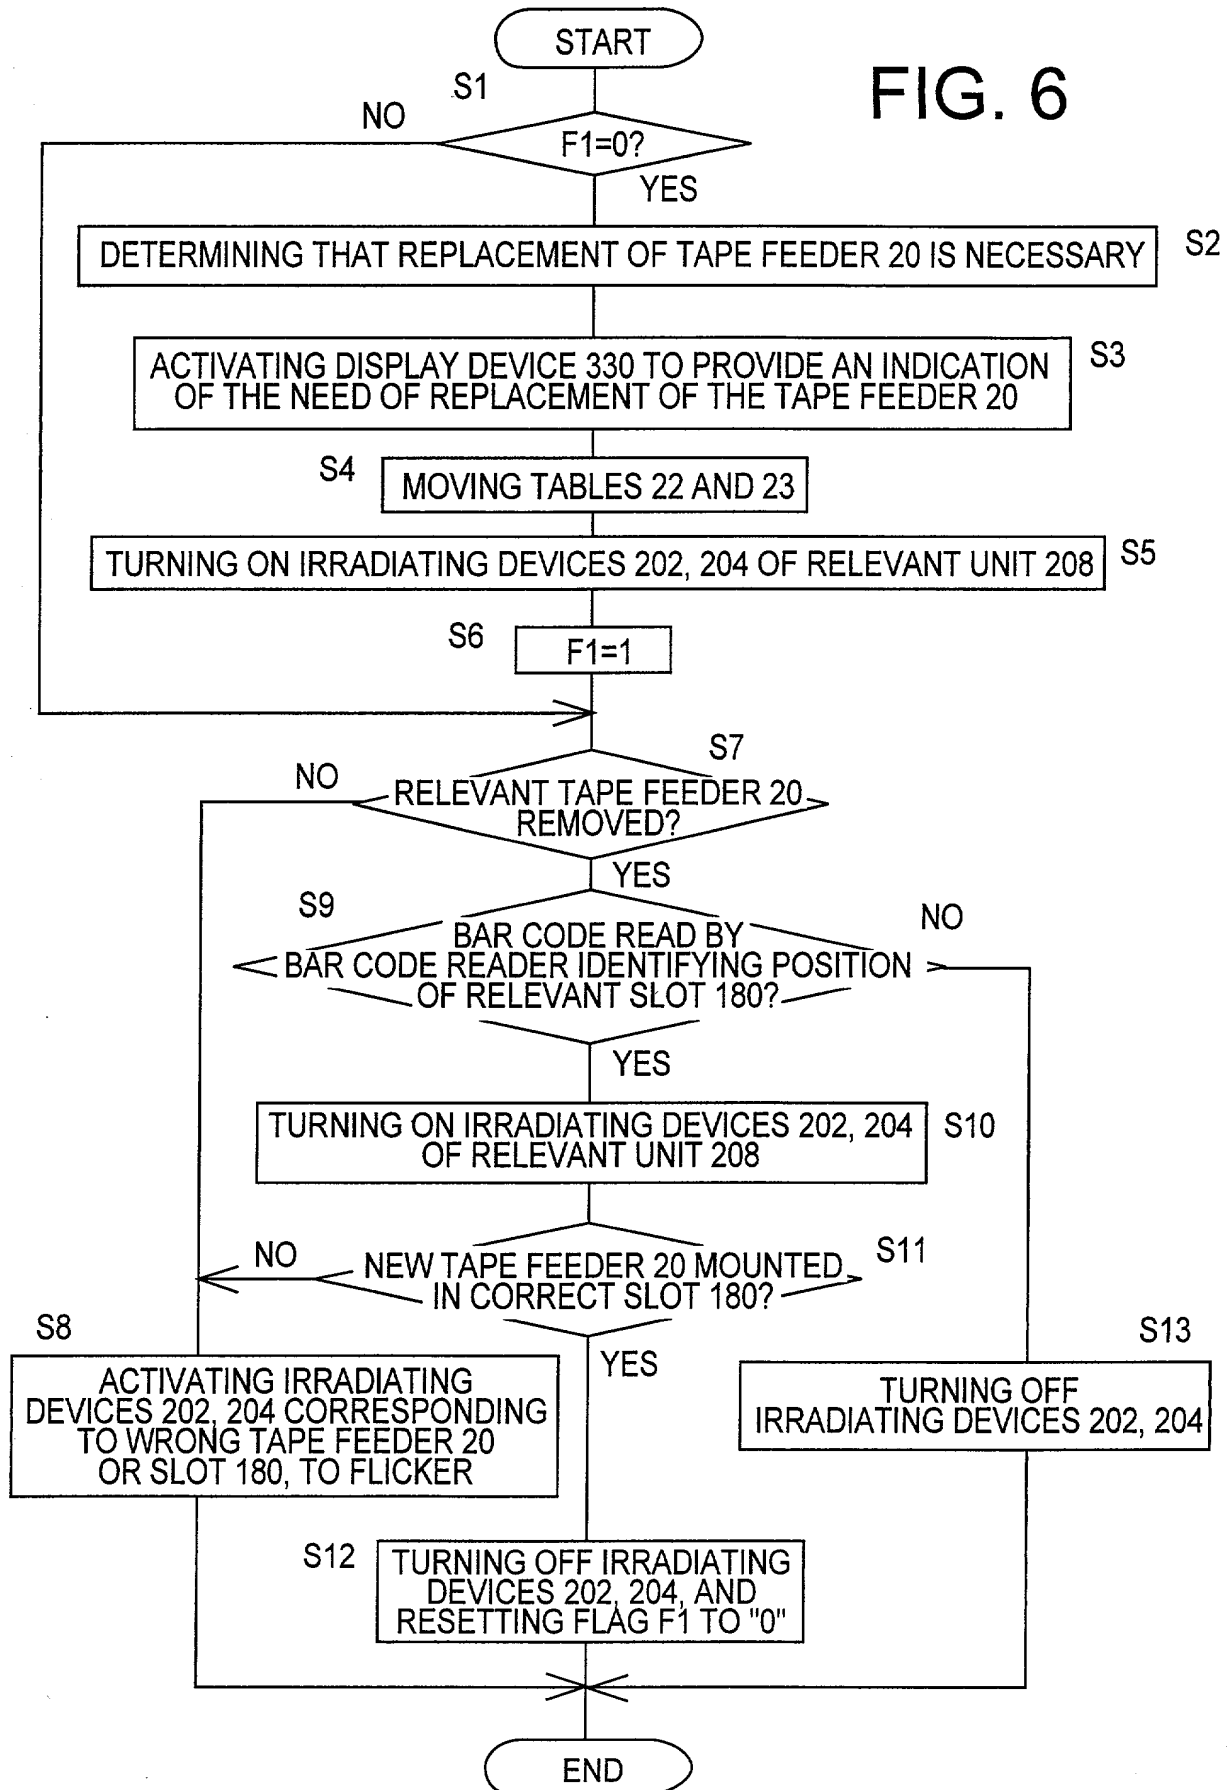 START
FIG. 6
S1
NO
F1=0?
YES
DETERMINING THAT REPLACEMENT OF TAPE FEEDER 20 IS NECESSARY
S2
ACTIVATING DISPLAY DEVICE 330 TO PROVIDE AN INDICATION
OF THE NEED OF REPLACEMENT OF THE TAPE FEEDER 20
S3
S4
MOVING TABLES 22 AND 23
TURNING ON IRRADIATING DEVICES 202, 204 OF RELEVANT UNIT 208
S5
S6
F1=1
S7
NO
RELEVANT TAPE FEEDER 20
REMOVED?
YES
S9
NO
BAR CODE READ BY
BAR CODE READER IDENTIFYING POSITION
OF RELEVANT SLOT 180?
YES
TURNING ON IRRADIATING DEVICES 202, 204
OF RELEVANT UNIT 208
S10
NO
NEW TAPE FEEDER 20 MOUNTED
IN CORRECT SLOT 180?
S11
YES
S8
ACTIVATING IRRADIATING
DEVICES 202, 204 CORRESPONDING
TO WRONG TAPE FEEDER 20
OR SLOT 180, TO FLICKER
S13
TURNING OFF
IRRADIATING DEVICES 202, 204
S12
TURNING OFF IRRADIATING
DEVICES 202, 204, AND
RESETTING FLAG F1 TO "0"
END